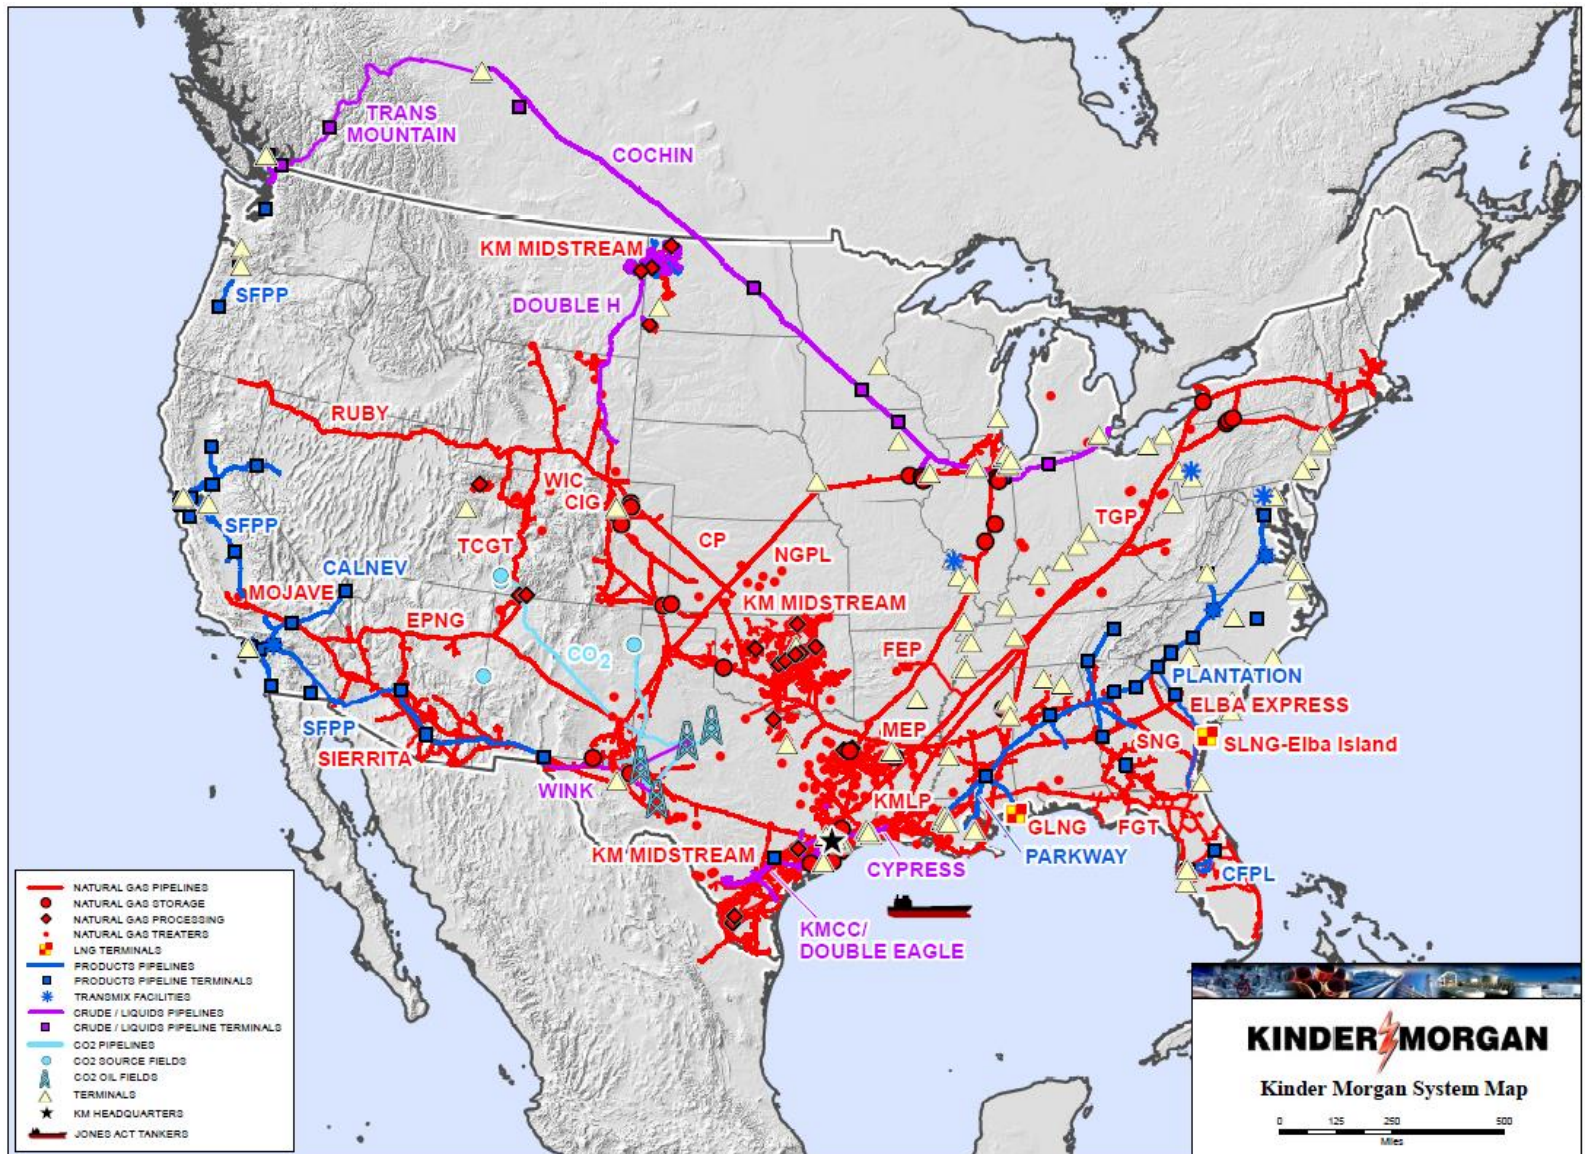 TRANS
MOUNTAIN
COCHIN
KM MIDSTREAM
SFPP
DOUBLE H
RUBY
WIC
CIG
TCGT
CP
NGPL
TGP
SFPP
CALNEV
MOJAVE
EPNG
CO2
KM MIDSTREAM
FEP
PLANTATION
ELBA EXPRESS
SFPP
SIERRITA
WINK
MEP
SNG
SLNG-Elba Island
KMLP
GLNG
FGT
KM MIDSTREAM
CYPRESS
PARKWAY
CFPL
KMCC/
DOUBLE EAGLE
NATURAL GAS PIPELINES
NATURAL GAS STORAGE
NATURAL GAS PROCESSING
NATURAL GAS TREATERS
LNG TERMINALS
PRODUCTS PIPELINES
PRODUCTS PIPELINE TERMINALS
TRANSMIX FACILITIES
CRUDE / LIQUIDS PIPELINES
CRUDE / LIQUIDS PIPELINE TERMINALS
CO2 PIPELINES
CO2 SOURCE FIELDS
CO2 OIL FIELDS
TERMINALS
KM HEADQUARTERS
JONES ACT TANKERS
KINDER MORGAN
Kinder Morgan System Map
0 125 250 500
Miles